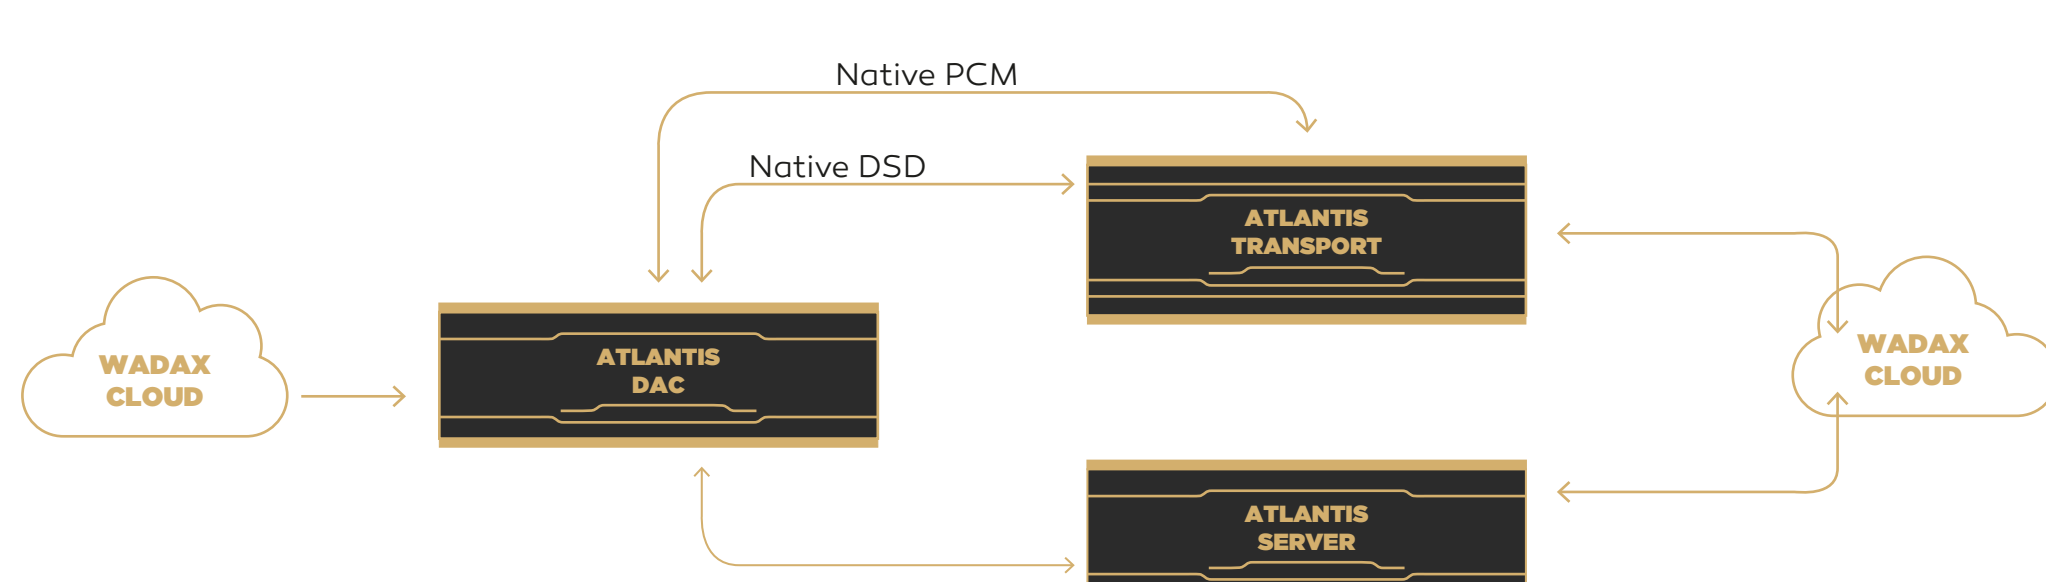 Native PCM
Native DSD
ATLANTIS
TRANSPORT
WADAX
CLOUD
ATLANTIS
DAC
WADAX
CLOUD
ATLANTIS
SERVER